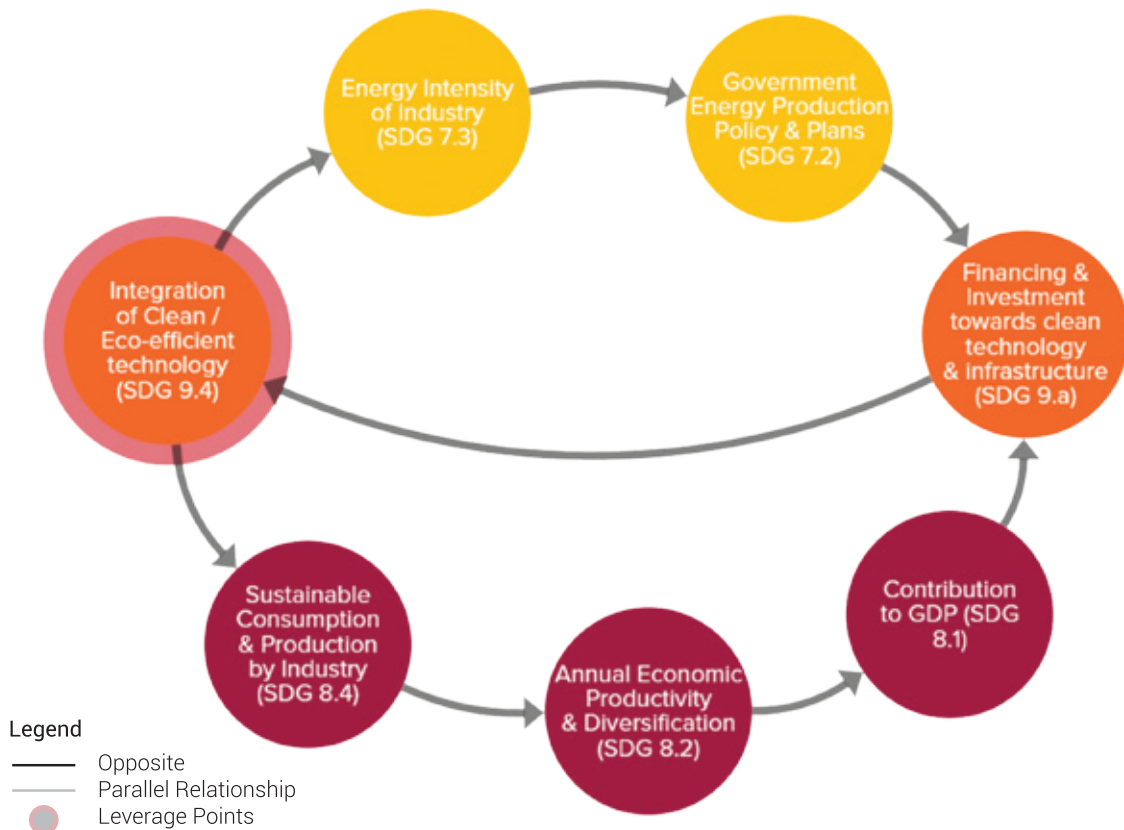 Energy Intensity
of Industry
(SDG 7.3)
Government
Energy Production
Policy & Plans
(SDG 7.2)
Integration
of Clean /
Eco-efficient
technology
(SDG 9.4)
Financing &
Investment
towards clean
technology
& infrastructure
(SDG 9.a)
Sustainable
Consumption
& Production
by Industry
(SDG 8.4)
Annual Economic
Productivity
& Diversification
(SDG 8.2)
Contribution
to GDP (SDG
8.1)
Legend
Opposite
Parallel Relationship
Leverage Points